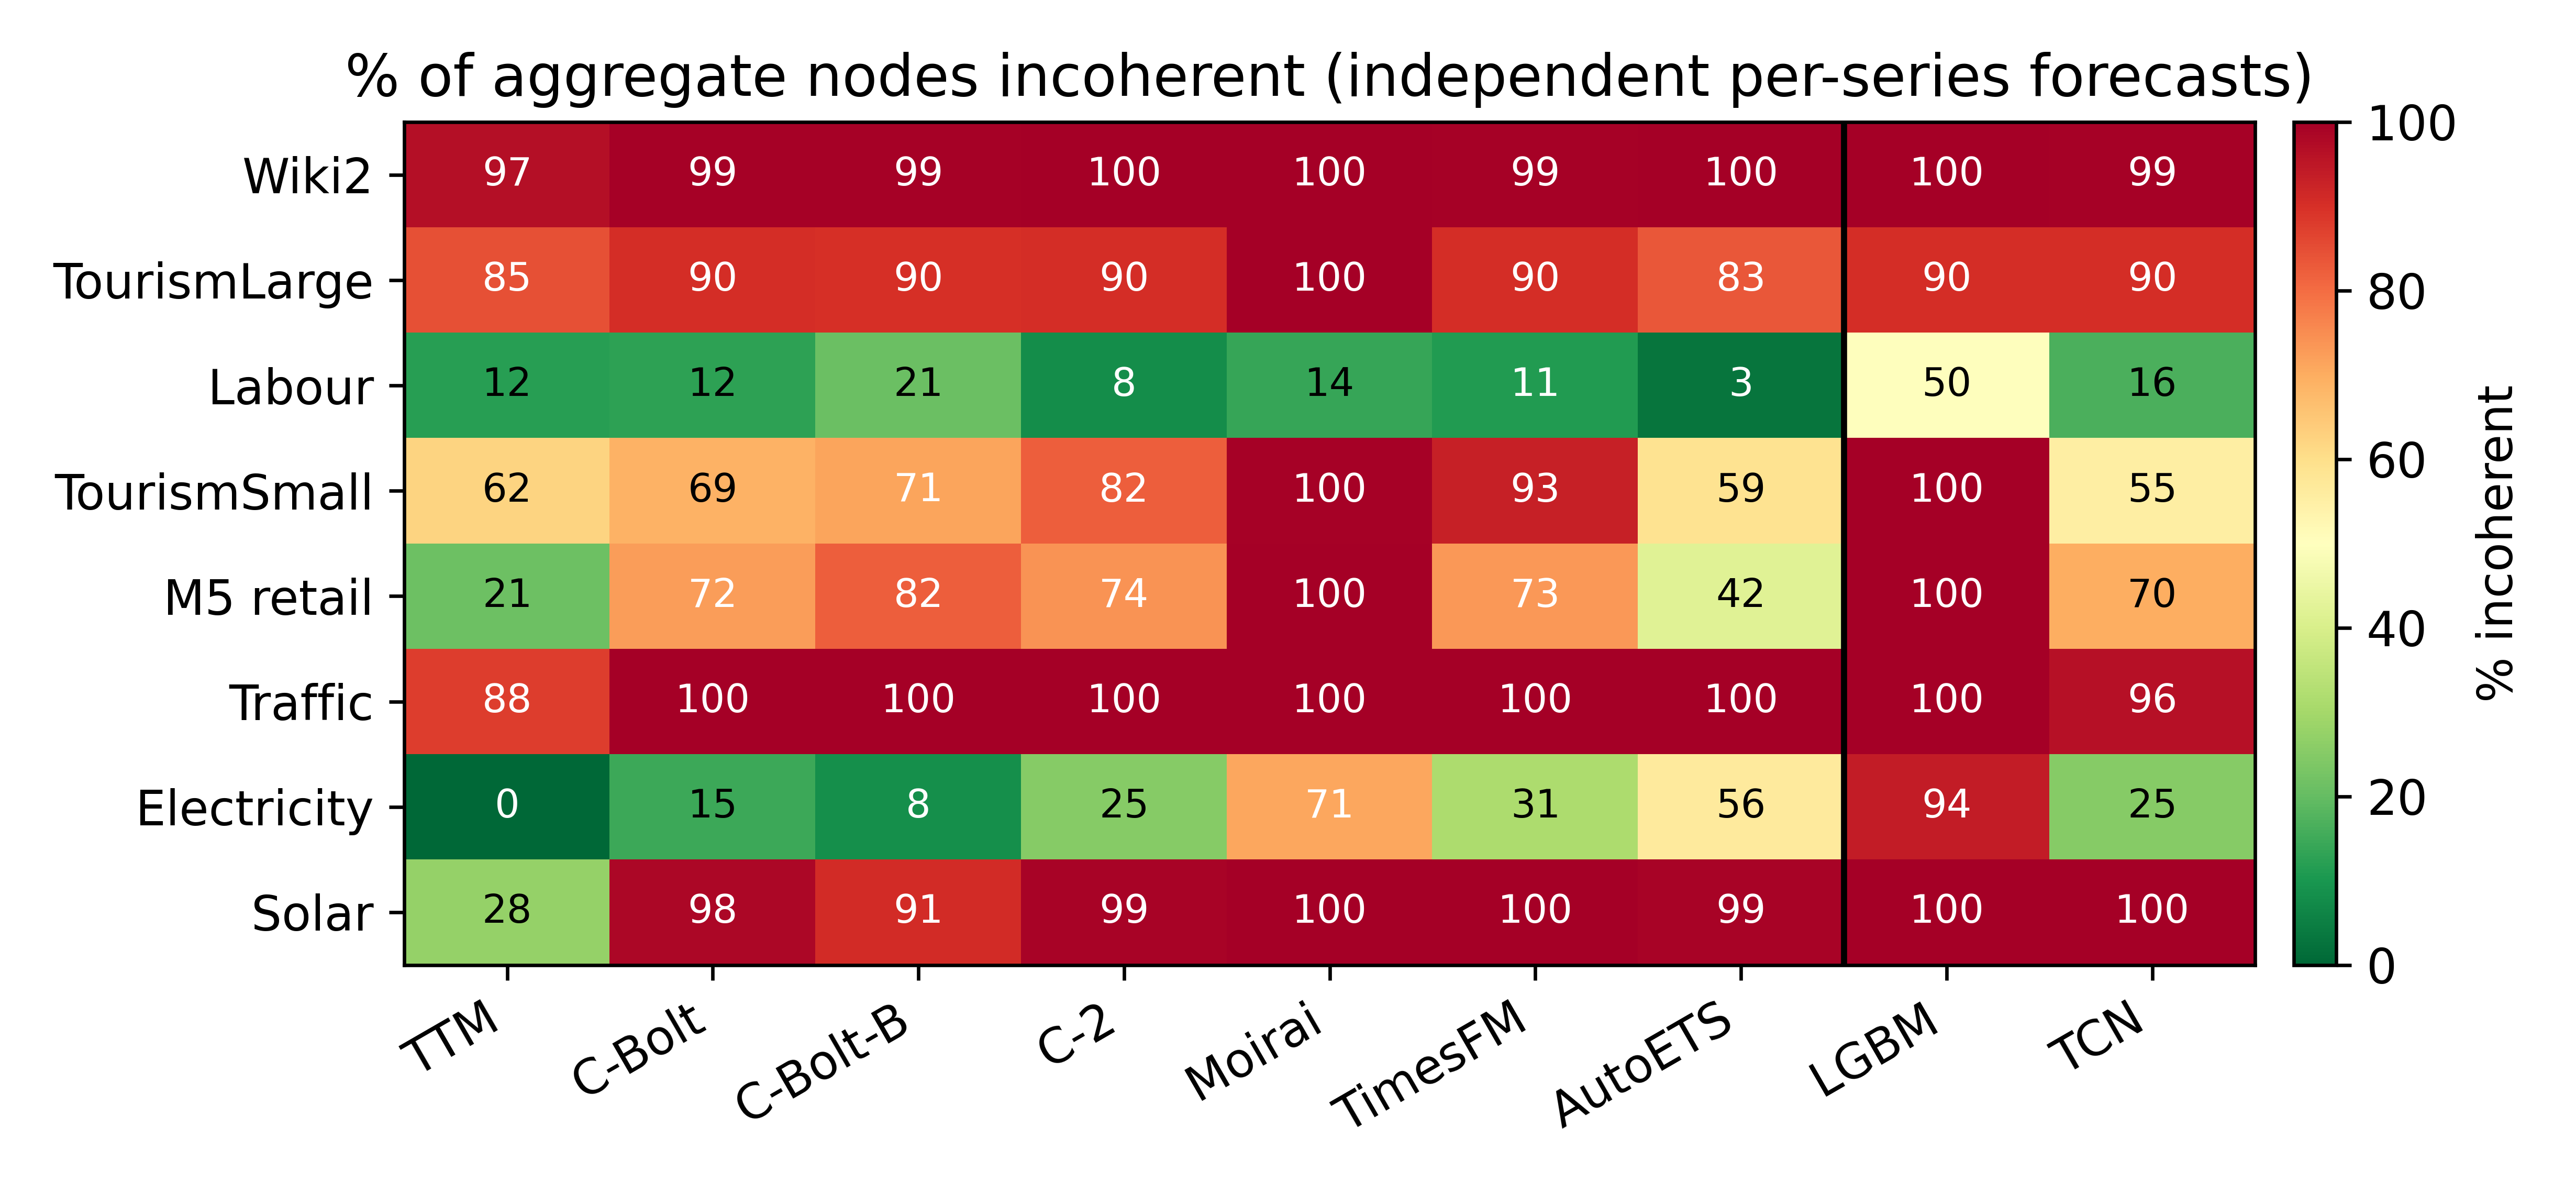 % of aggregate nodes incoherent (independent per-series forecasts)
Wiki2 97 99 99 100 100 99 100 100 99
TourismLarge 85 90 90 90 100 90 83 90 90
Labour 12 12 21 8 14 11 3 50 16
TourismSmall 62 69 71 82 100 93 59 100 55
M5 retail 21 72 82 74 100 73 42 100 70
Traffic 88 100 100 100 100 100 100 100 96
Electricity 0 15 8 25 71 31 56 94 25
Solar 28 98 91 99 100 100 99 100 100
TTM C-Bolt C-Bolt-B C-2 Moirai TimesFM AutoETS LGBM TCN
100
80
60
40
20
0
% incoherent